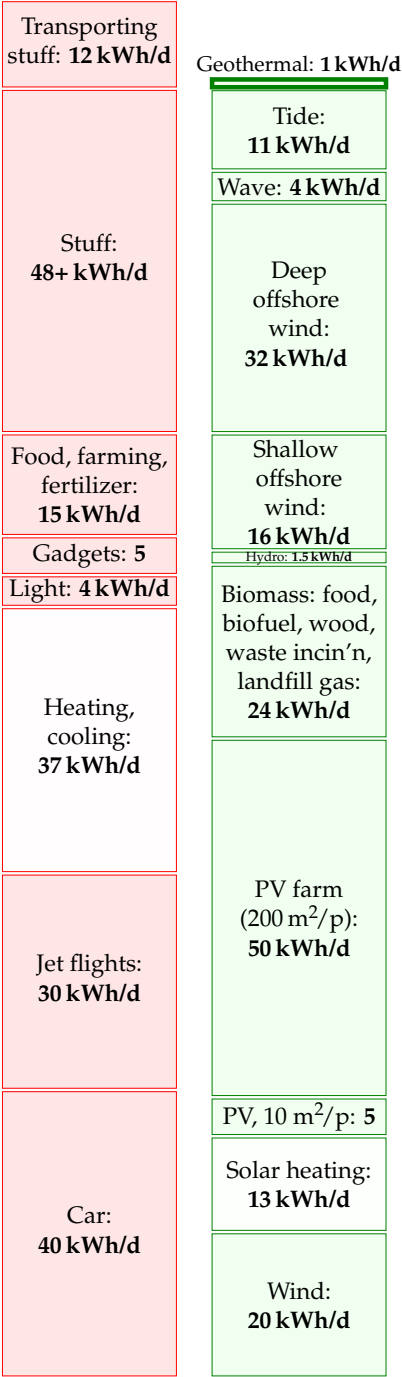 Transporting
stuff: 12 kWh/d
Stuff:
48+ kWh/d
Food, farming,
fertilizer:
15 kWh/d
Gadgets: 5
Light: 4 kWh/d
Heating,
cooling:
37 kWh/d
Jet flights:
30 kWh/d
Car:
40 kWh/d
Geothermal: 1 kWh/d
Tide:
11 kWh/d
Wave: 4 kWh/d
Deep
offshore
wind:
32 kWh/d
Shallow
offshore
wind:
16 kWh/d
Hydro: 1.5 kWh/d
Biomass: food,
biofuel, wood,
waste incin'n,
landfill gas:
24 kWh/d
PV farm
(200 m²/p):
50 kWh/d
PV, 10 m²/p: 5
Solar heating:
13 kWh/d
Wind:
20 kWh/d